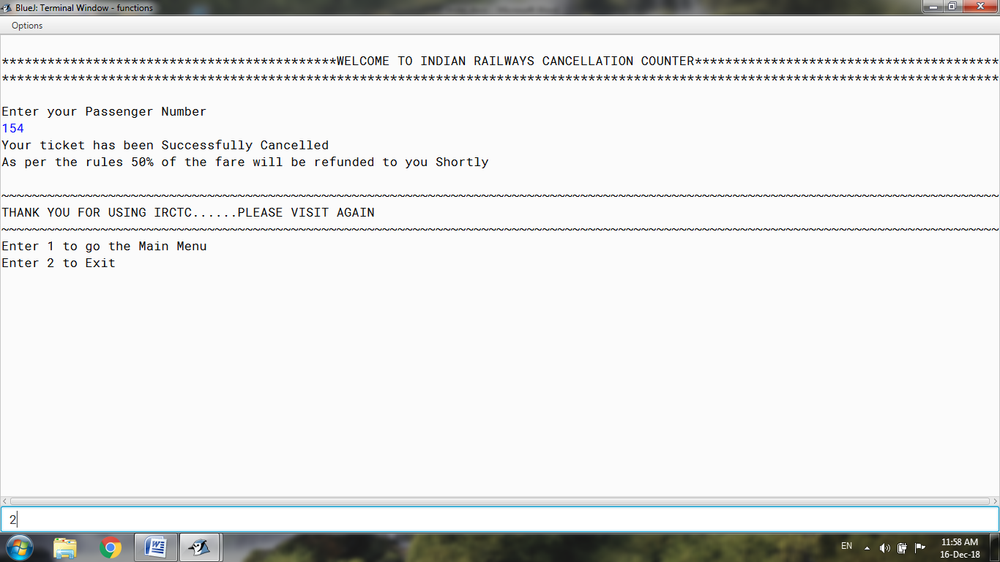 BlueJ: Terminal Window - functions
Options
********************************************WELCOME TO INDIAN RAILWAYS CANCELLATION COUNTER****************************************
***********************************************************************************************************************************
Enter your Passenger Number
154
Your ticket has been Successfully Cancelled
As per the rules 50% of the fare will be refunded to you Shortly
~~~~~~~~~~~~~~~~~~~~~~~~~~~~~~~~~~~~~~~~~~~~~~~~~~~~~~~~~~~~~~~~~~~~~~~~~~~~~~~~~~~~~~~~~~~~~~~~~~~~~~~~~~~~~~~~~~~~~~~~~~~~~~~~~~~
THANK YOU FOR USING IRCTC......PLEASE VISIT AGAIN
~~~~~~~~~~~~~~~~~~~~~~~~~~~~~~~~~~~~~~~~~~~~~~~~~~~~~~~~~~~~~~~~~~~~~~~~~~~~~~~~~~~~~~~~~~~~~~~~~~~~~~~~~~~~~~~~~~~~~~~~~~~~~~~~~~~
Enter 1 to go the Main Menu
Enter 2 to Exit
2
EN
11:58 AM
16-Dec-18